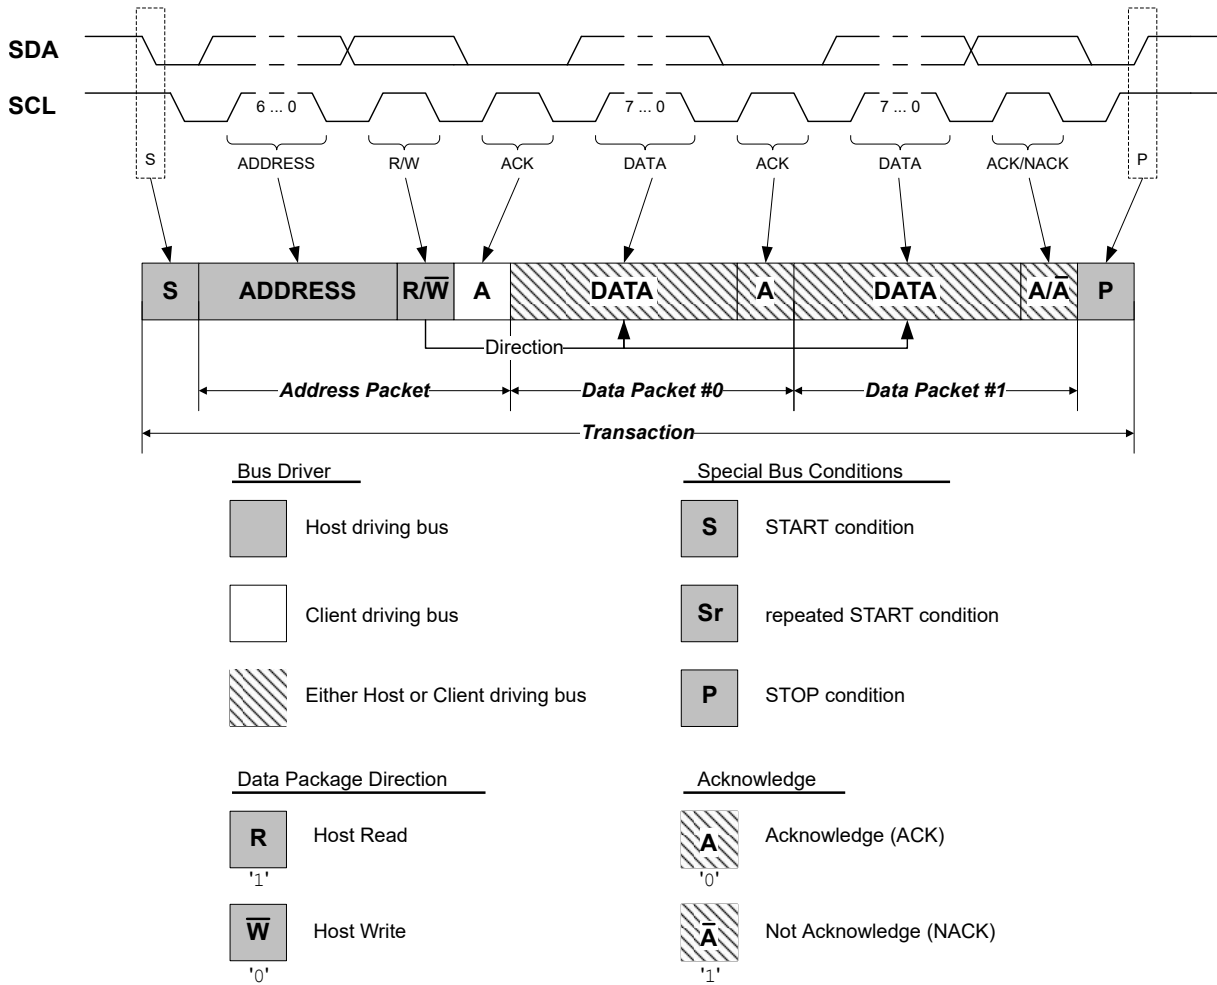 SDA
SCL
6 ... 0
7 ... 0
7 ... 0
S
ADDRESS
R/W
ACK
DATA
ACK
DATA
ACK/NACK
P
S
ADDRESS
R/W̅
A
DATA
A
DATA
A/A̅
P
Direction
Address Packet
Data Packet #0
Data Packet #1
Transaction
Bus Driver
Special Bus Conditions
Host driving bus
S
START condition
Client driving bus
Sr
repeated START condition
Either Host or Client driving bus
P
STOP condition
Data Package Direction
Acknowledge
R
Host Read
A
Acknowledge (ACK)
'1'
'0'
W̅
Host Write
A̅
Not Acknowledge (NACK)
'0'
'1'